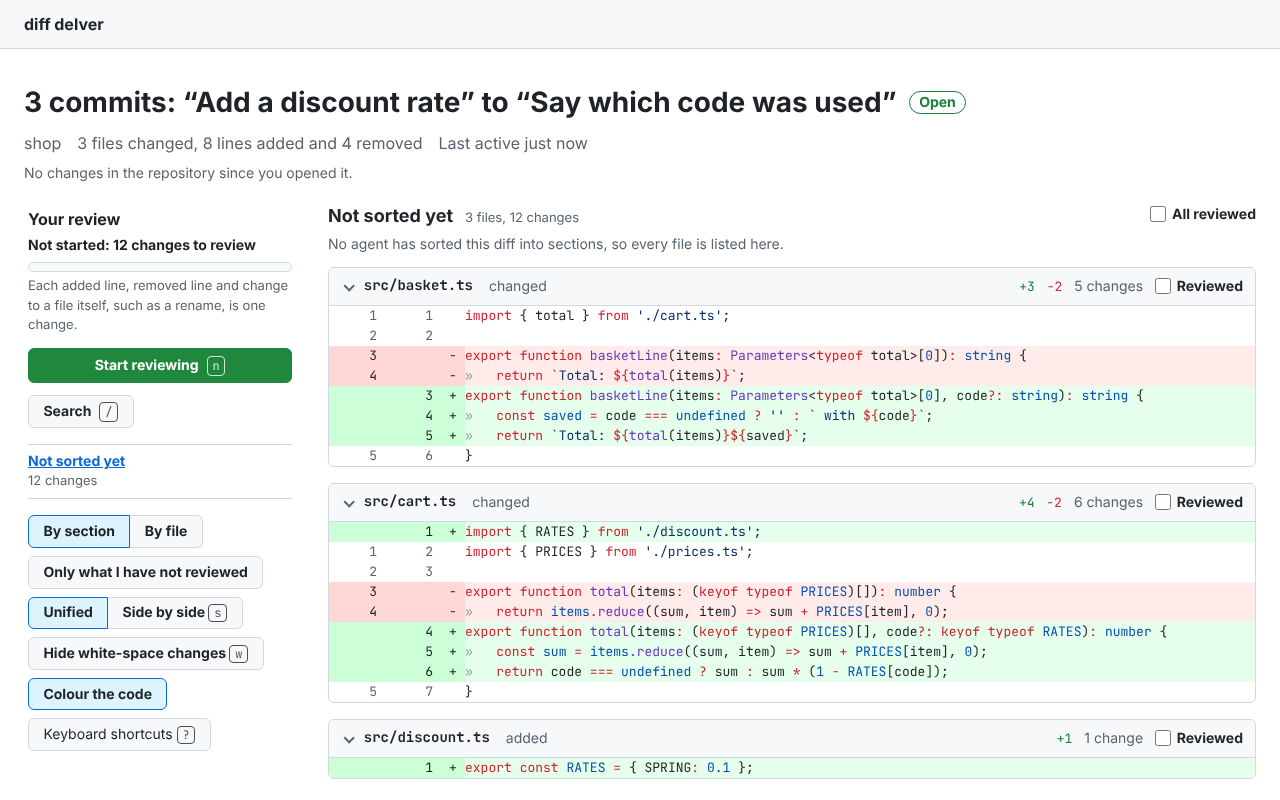 diff delver
3 commits: “Add a discount rate” to “Say which code was used” Open
shop 3 files changed, 8 lines added and 4 removed Last active just now
No changes in the repository since you opened it.
Your review
Not started: 12 changes to review
Each added line, removed line and change
to a file itself, such as a rename, is one
change.
Start reviewing n
Search /
Not sorted yet
12 changes
By section By file
Only what I have not reviewed
Unified Side by side s
Hide white-space changes w
Colour the code
Keyboard shortcuts ?
Not sorted yet 3 files, 12 changes All reviewed
No agent has sorted this diff into sections, so every file is listed here.
src/basket.ts changed +3 -2 5 changes Reviewed
1 1 import { total } from './cart.ts';
2 2
3 - export function basketLine(items: Parameters<typeof total>[0]): string {
4 - » return `Total: ${total(items)}`;
3 + export function basketLine(items: Parameters<typeof total>[0], code?: string): string {
4 + » const saved = code === undefined ? '' : ` with ${code}`;
5 + » return `Total: ${total(items)}${saved}`;
5 6 }
src/cart.ts changed +4 -2 6 changes Reviewed
1 + import { RATES } from './discount.ts';
1 2 import { PRICES } from './prices.ts';
2 3
3 - export function total(items: (keyof typeof PRICES)[]): number {
4 - » return items.reduce((sum, item) => sum + PRICES[item], 0);
4 + export function total(items: (keyof typeof PRICES)[], code?: keyof typeof RATES): number {
5 + » const sum = items.reduce((sum, item) => sum + PRICES[item], 0);
6 + » return code === undefined ? sum : sum * (1 - RATES[code]);
5 7 }
src/discount.ts added +1 1 change Reviewed
1 + export const RATES = { SPRING: 0.1 };